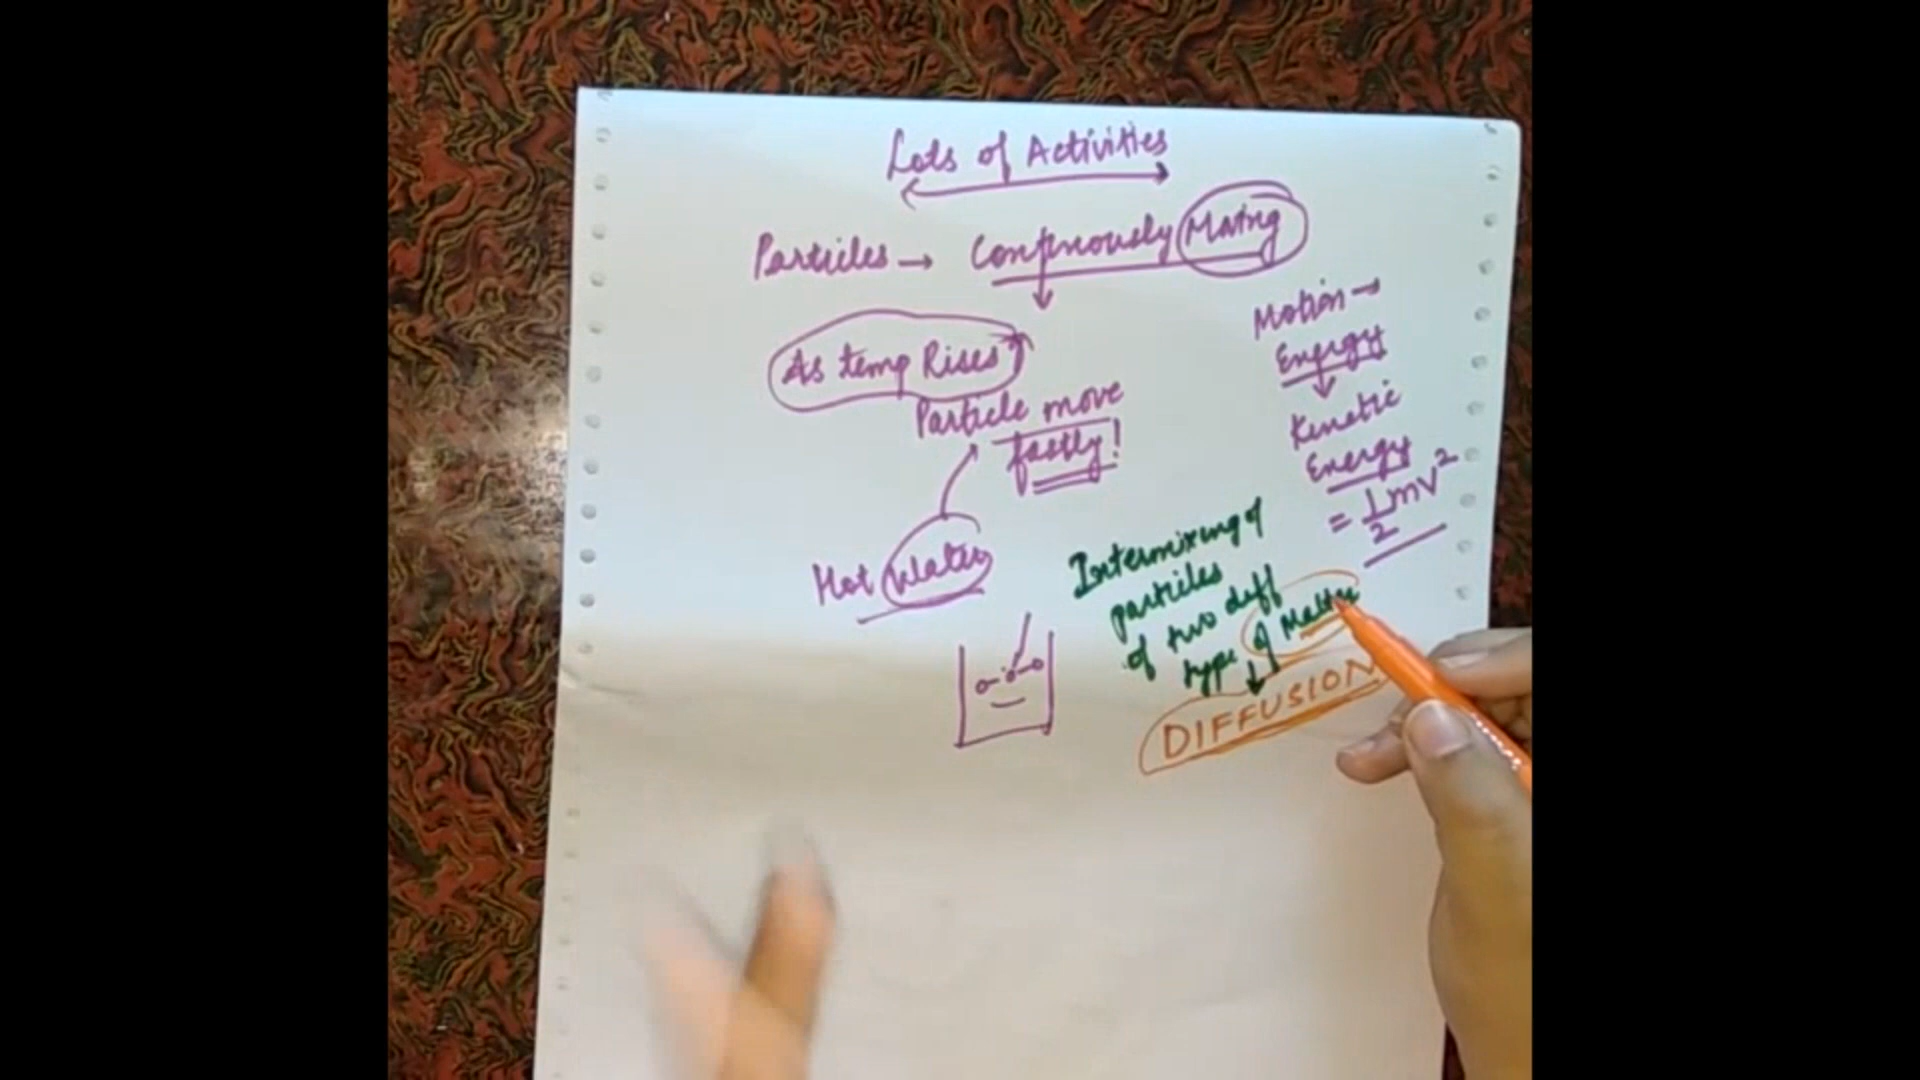 Lots of Activities
Particles → Continuously Moving
As temp Rises↑
Particle move
fastly!
Hot Water
Motion →
Energy
Kinetic
Energy
= 1/2 mv²
Intermixing of
particles
of two diff
type of Matter
DIFFUSION